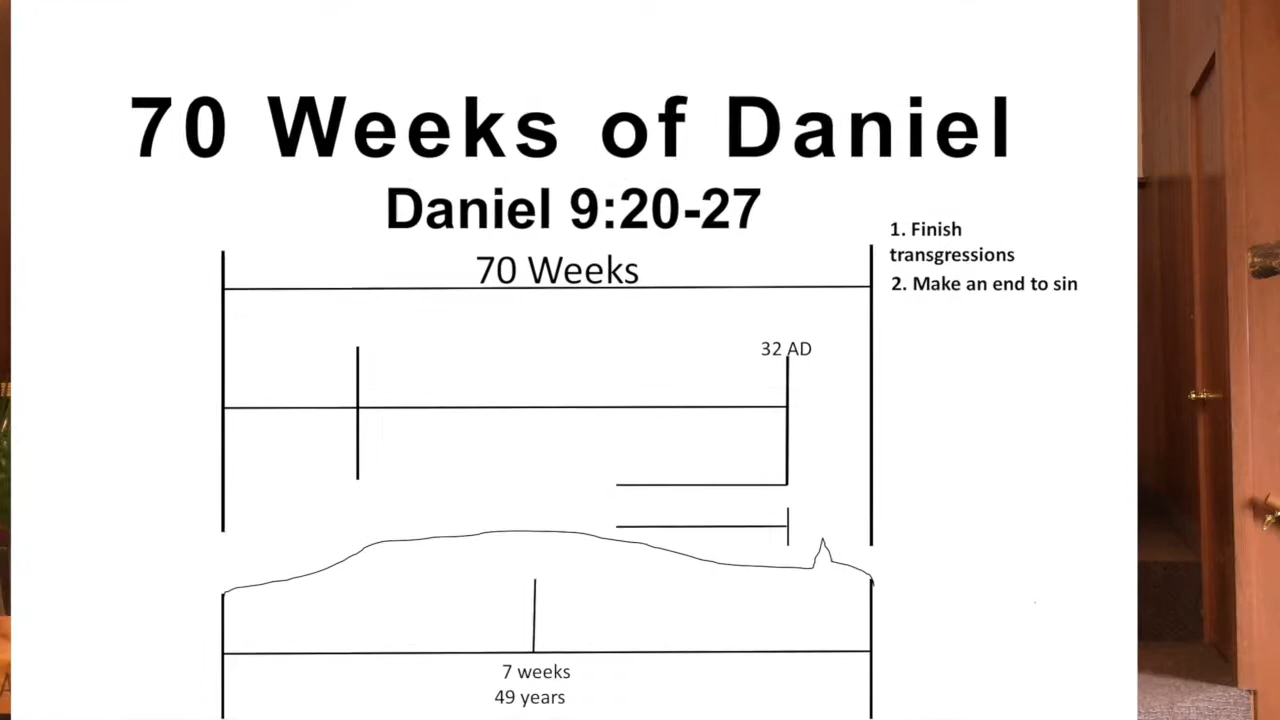 70 Weeks of Daniel
Daniel 9:20-27
1. Finish
transgressions
70 Weeks
2. Make an end to sin
32 AD
7 weeks
49 years